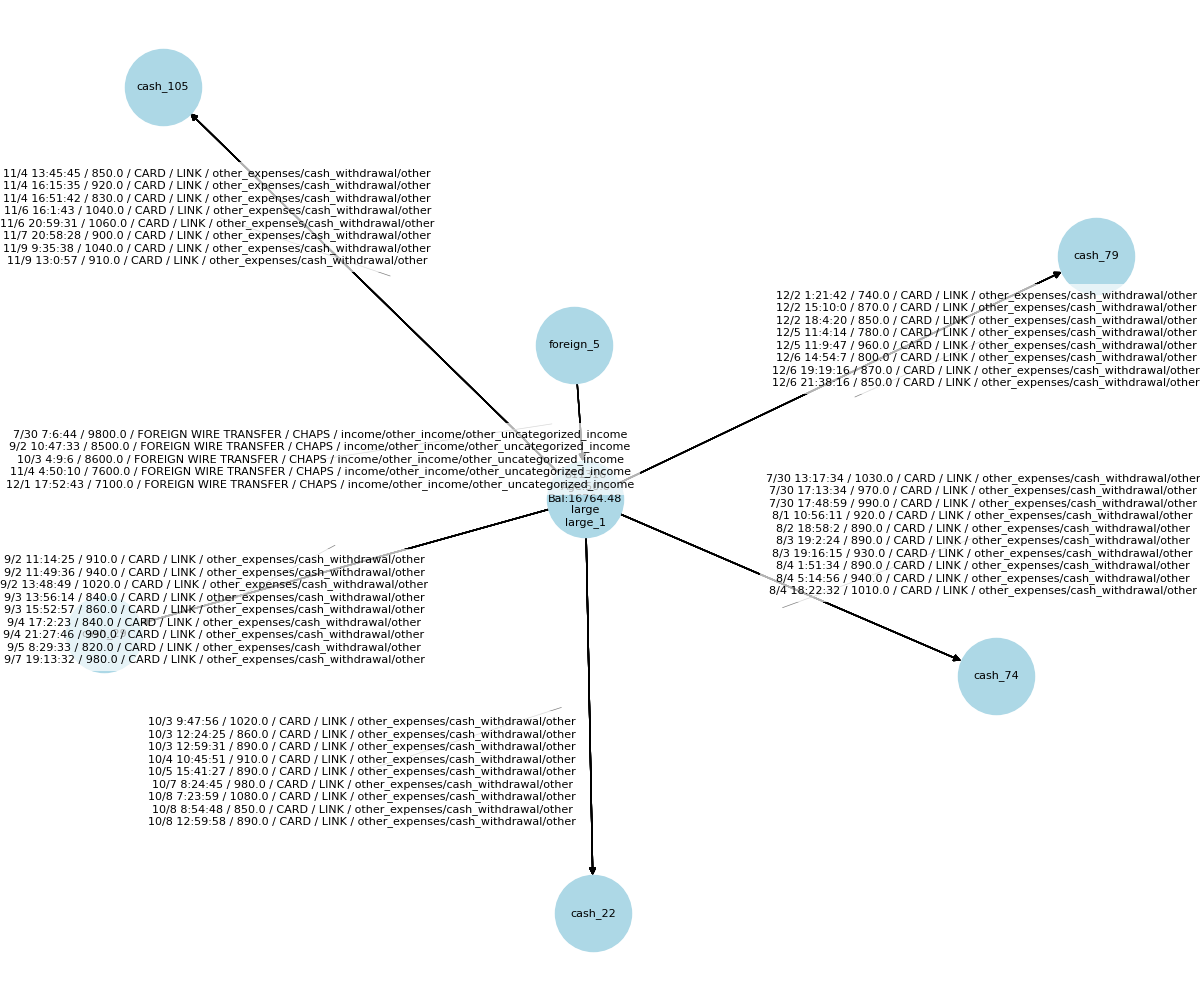 cash_105
11/4 13:45:45 / 850.0 / CARD / LINK / other_expenses/cash_withdrawal/other
11/4 16:15:35 / 920.0 / CARD / LINK / other_expenses/cash_withdrawal/other
11/4 16:51:42 / 830.0 / CARD / LINK / other_expenses/cash_withdrawal/other
11/6 16:1:43 / 1040.0 / CARD / LINK / other_expenses/cash_withdrawal/other
11/6 20:59:31 / 1060.0 / CARD / LINK / other_expenses/cash_withdrawal/other
11/7 20:58:28 / 900.0 / CARD / LINK / other_expenses/cash_withdrawal/other
11/9 9:35:38 / 1040.0 / CARD / LINK / other_expenses/cash_withdrawal/other
11/9 13:0:57 / 910.0 / CARD / LINK / other_expenses/cash_withdrawal/other
cash_79
12/2 1:21:42 / 740.0 / CARD / LINK / other_expenses/cash_withdrawal/other
12/2 15:10:0 / 870.0 / CARD / LINK / other_expenses/cash_withdrawal/other
12/2 18:4:20 / 850.0 / CARD / LINK / other_expenses/cash_withdrawal/other
12/5 11:4:14 / 780.0 / CARD / LINK / other_expenses/cash_withdrawal/other
12/5 11:9:47 / 960.0 / CARD / LINK / other_expenses/cash_withdrawal/other
12/6 14:54:7 / 800.0 / CARD / LINK / other_expenses/cash_withdrawal/other
12/6 19:19:16 / 870.0 / CARD / LINK / other_expenses/cash_withdrawal/other
12/6 21:38:16 / 850.0 / CARD / LINK / other_expenses/cash_withdrawal/other
foreign_5
7/30 7:6:44 / 9800.0 / FOREIGN WIRE TRANSFER / CHAPS / income/other_income/other_uncategorized_income
9/2 10:47:33 / 8500.0 / FOREIGN WIRE TRANSFER / CHAPS / income/other_income/other_uncategorized_income
10/3 4:9:6 / 8600.0 / FOREIGN WIRE TRANSFER / CHAPS / income/other_income/other_uncategorized_income
11/4 4:50:10 / 7600.0 / FOREIGN WIRE TRANSFER / CHAPS / income/other_income/other_uncategorized_income
12/1 17:52:43 / 7100.0 / FOREIGN WIRE TRANSFER / CHAPS / income/other_income/other_uncategorized_income
Bal:16764.48
large
large_1
7/30 13:17:34 / 1030.0 / CARD / LINK / other_expenses/cash_withdrawal/other
7/30 17:13:34 / 970.0 / CARD / LINK / other_expenses/cash_withdrawal/other
7/30 17:48:59 / 990.0 / CARD / LINK / other_expenses/cash_withdrawal/other
8/1 10:56:11 / 920.0 / CARD / LINK / other_expenses/cash_withdrawal/other
8/2 18:58:2 / 890.0 / CARD / LINK / other_expenses/cash_withdrawal/other
8/3 19:2:24 / 890.0 / CARD / LINK / other_expenses/cash_withdrawal/other
8/3 19:16:15 / 930.0 / CARD / LINK / other_expenses/cash_withdrawal/other
8/4 1:51:34 / 890.0 / CARD / LINK / other_expenses/cash_withdrawal/other
8/4 5:14:56 / 940.0 / CARD / LINK / other_expenses/cash_withdrawal/other
8/4 18:22:32 / 1010.0 / CARD / LINK / other_expenses/cash_withdrawal/other
cash_74
9/2 11:14:25 / 910.0 / CARD / LINK / other_expenses/cash_withdrawal/other
9/2 11:49:36 / 940.0 / CARD / LINK / other_expenses/cash_withdrawal/other
9/2 13:48:49 / 1020.0 / CARD / LINK / other_expenses/cash_withdrawal/other
9/3 13:56:14 / 840.0 / CARD / LINK / other_expenses/cash_withdrawal/other
9/3 15:52:57 / 860.0 / CARD / LINK / other_expenses/cash_withdrawal/other
9/4 17:2:23 / 840.0 / CARD / LINK / other_expenses/cash_withdrawal/other
9/4 21:27:46 / 990.0 / CARD / LINK / other_expenses/cash_withdrawal/other
9/5 8:29:33 / 820.0 / CARD / LINK / other_expenses/cash_withdrawal/other
9/7 19:13:32 / 980.0 / CARD / LINK / other_expenses/cash_withdrawal/other
10/3 9:47:56 / 1020.0 / CARD / LINK / other_expenses/cash_withdrawal/other
10/3 12:24:25 / 860.0 / CARD / LINK / other_expenses/cash_withdrawal/other
10/3 12:59:31 / 890.0 / CARD / LINK / other_expenses/cash_withdrawal/other
10/4 10:45:51 / 910.0 / CARD / LINK / other_expenses/cash_withdrawal/other
10/5 15:41:27 / 890.0 / CARD / LINK / other_expenses/cash_withdrawal/other
10/7 8:24:45 / 980.0 / CARD / LINK / other_expenses/cash_withdrawal/other
10/8 7:23:59 / 1080.0 / CARD / LINK / other_expenses/cash_withdrawal/other
10/8 8:54:48 / 850.0 / CARD / LINK / other_expenses/cash_withdrawal/other
10/8 12:59:58 / 890.0 / CARD / LINK / other_expenses/cash_withdrawal/other
cash_22